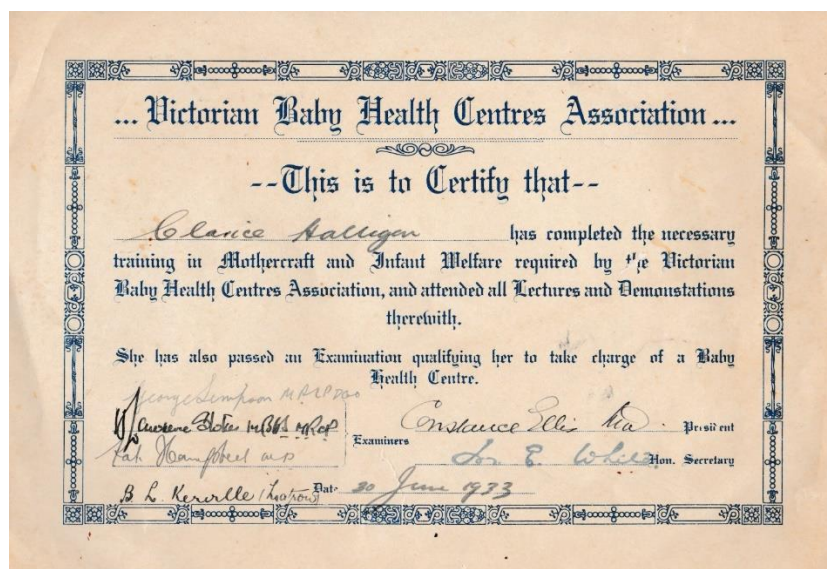 ... Victorian Baby Health Centres Association ...
--This is to Certify that--
Clarice Halligan has completed the necessary
training in Mothercraft and Infant Welfare required by the Victorian
Baby Health Centres Association, and attended all Lectures and Demonstations
therewith.
She has also passed an Examination qualifying her to take charge of a Baby
Health Centre.
George Simpson
Constance Ellis President
Examiners
E. White Hon. Secretary
B L
Date 30 June 1933